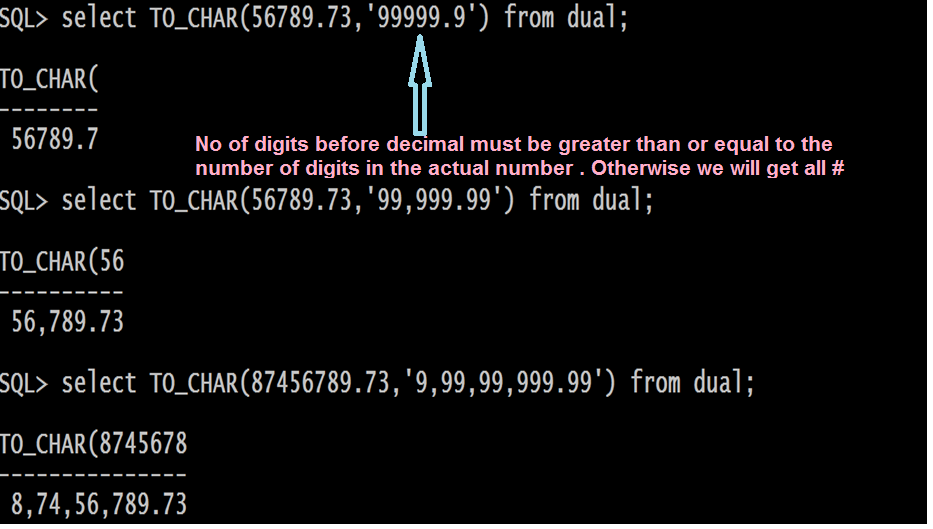 SQL> select TO_CHAR(56789.73,'99999.9') from dual;
TO_CHAR(
--------
56789.7
No of digits before decimal must be greater than or equal to the
number of digits in the actual number . Otherwise we will get all #
SQL> select TO_CHAR(56789.73,'99,999.99') from dual;
TO_CHAR(56
----------
56,789.73
SQL> select TO_CHAR(87456789.73,'9,99,99,999.99') from dual;
TO_CHAR(8745678
---------------
8,74,56,789.73